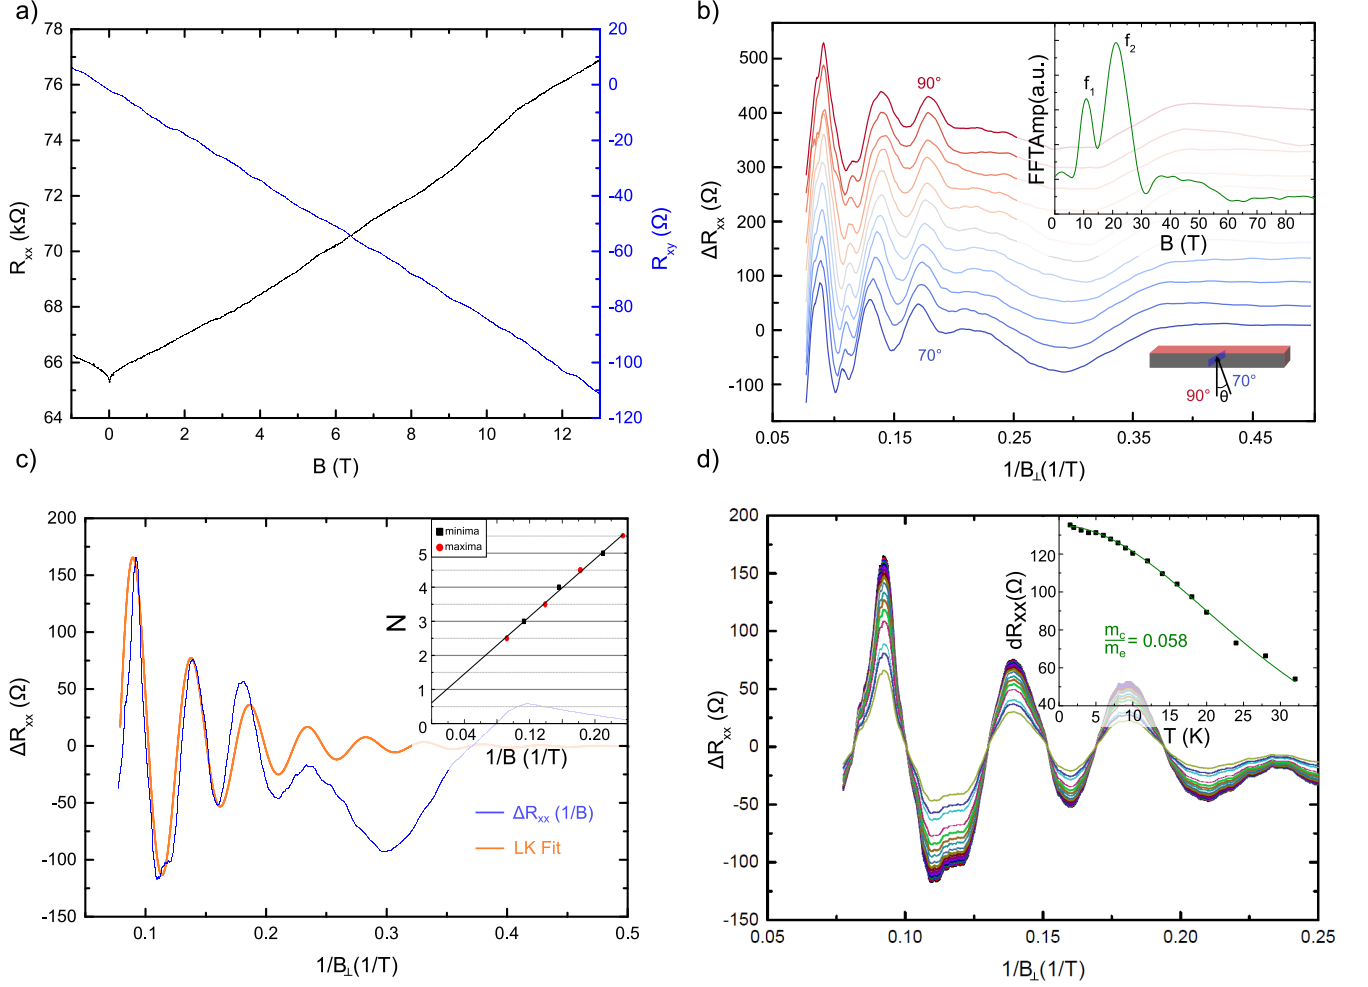 a)
78
76
74
72
70
68
66
64
R_xx (kΩ)
20
0
-20
-40
-60
-80
-100
-120
R_xy (Ω)
0 2 4 6 8 10 12
B (T)
b)
500
400
300
200
100
0
-100
ΔR_xx (Ω)
90°
70°
0.05 0.15 0.25 0.35 0.45
1/B⊥(1/T)
FFTAmp(a.u.)
f_1
f_2
0 10 20 30 40 50 60 70 80
B (T)
90°
θ
70°
c)
200
150
100
50
0
-50
-100
-150
ΔR_xx (Ω)
0.1 0.2 0.3 0.4 0.5
1/B⊥(1/T)
minima
maxima
5
4
3
2
1
0
N
0.04 0.12 0.20
1/B (1/T)
ΔR_xx (1/B)
LK Fit
d)
200
150
100
50
0
-50
-100
-150
ΔR_xx (Ω)
0.05 0.10 0.15 0.20 0.25
1/B⊥(1/T)
140
120
100
80
60
40
dRxx(Ω)
m_c/m_e = 0.058
0 5 10 15 20 25 30
T (K)